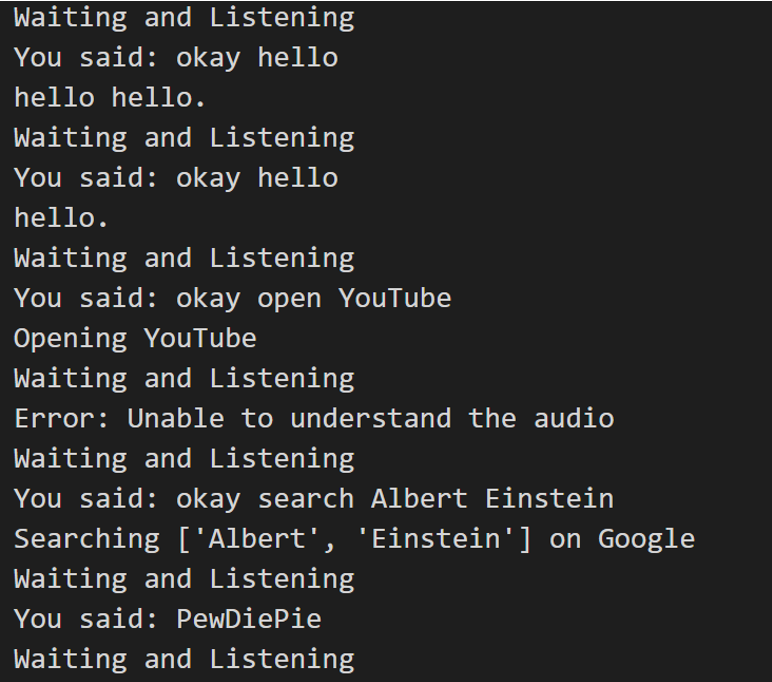 Waiting and Listening
You said: okay hello
hello hello.
Waiting and Listening
You said: okay hello
hello.
Waiting and Listening
You said: okay open YouTube
Opening YouTube
Waiting and Listening
Error: Unable to understand the audio
Waiting and Listening
You said: okay search Albert Einstein
Searching ['Albert', 'Einstein'] on Google
Waiting and Listening
You said: PewDiePie
Waiting and Listening